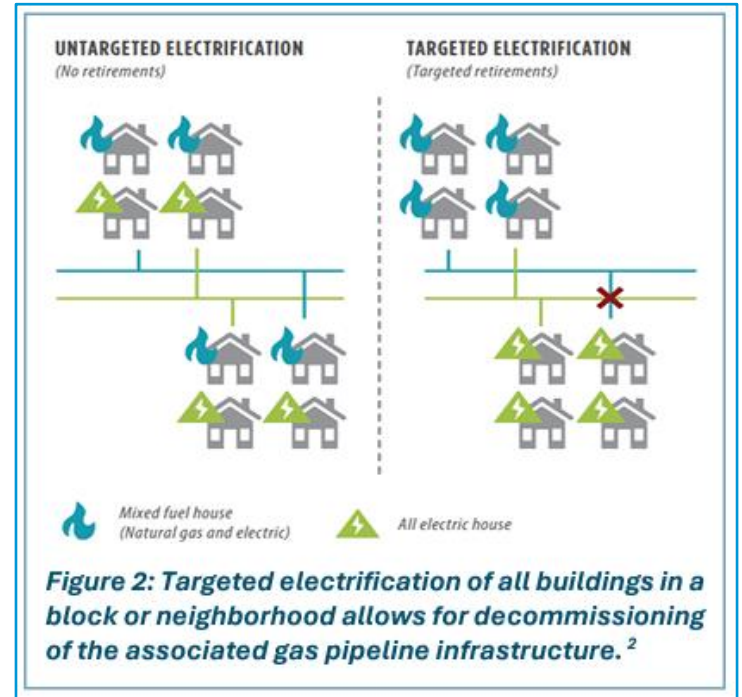 UNTARGETED ELECTRIFICATION
(No retirements)
TARGETED ELECTRIFICATION
(Targeted retirements)
Mixed fuel house
(Natural gas and electric)
All electric house
Figure 2: Targeted electrification of all buildings in a
block or neighborhood allows for decommissioning
of the associated gas pipeline infrastructure. 2